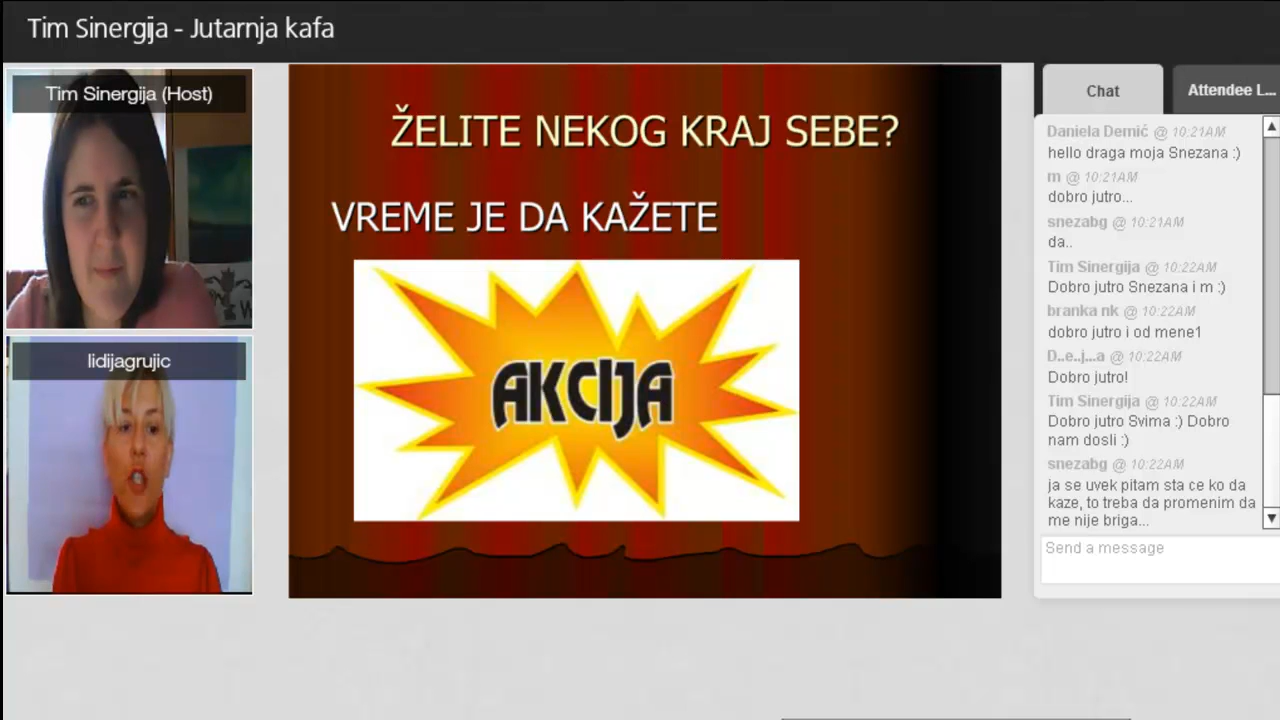 Tim Sinergija - Jutarnja kafa
Tim Sinergija (Host)
lidijagrujic
ŽELITE NEKOG KRAJ SEBE?
VREME JE DA KAŽETE
AKCIJA
Chat
Attendee L...
Daniela Demić @ 10:21AM
hello draga moja Snezana :)
m @ 10:21AM
dobro jutro...
snezabg @ 10:21AM
da..
Tim Sinergija @ 10:22AM
Dobro jutro Snezana i m :)
branka nk @ 10:22AM
dobro jutro i od mene1
D..e..j...a @ 10:22AM
Dobro jutro!
Tim Sinergija @ 10:22AM
Dobro jutro Svima :) Dobro
nam dosli :)
snezabg @ 10:22AM
ja se uvek pitam sta ce ko da
kaze, to treba da promenim da
me nije briga...
Send a message